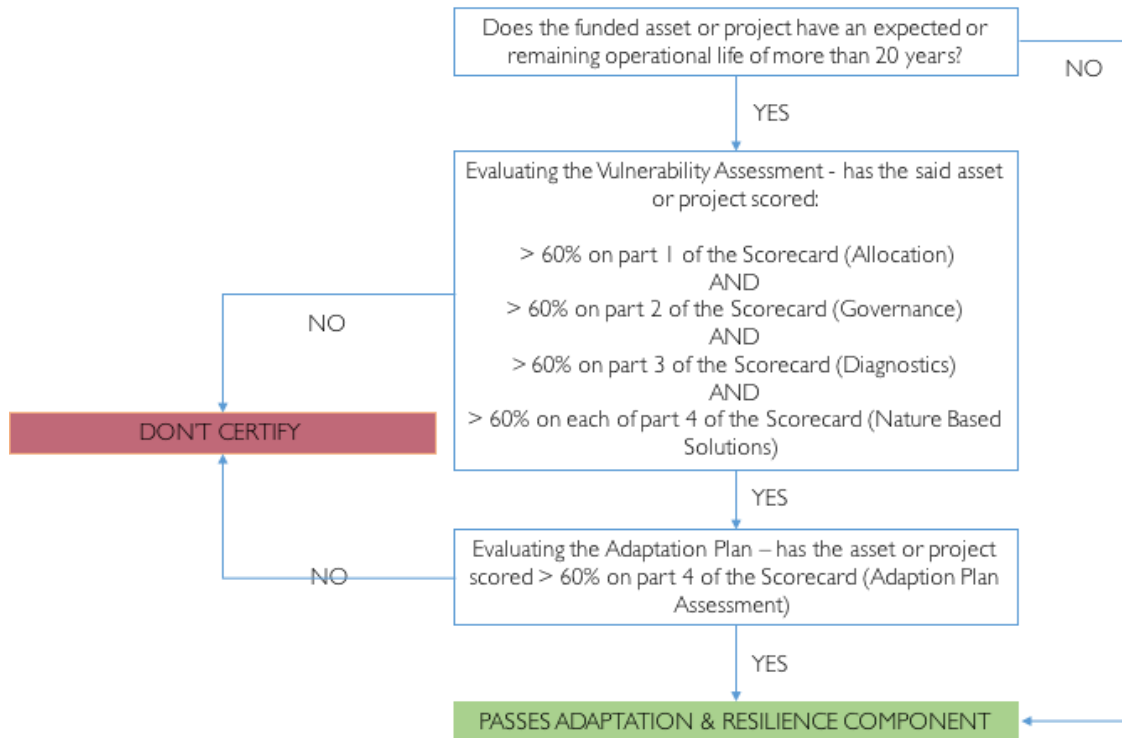 Does the funded asset or project have an expected or
remaining operational life of more than 20 years?
NO
YES
Evaluating the Vulnerability Assessment - has the said asset
or project scored:
> 60% on part 1 of the Scorecard (Allocation)
AND
> 60% on part 2 of the Scorecard (Governance)
AND
> 60% on part 3 of the Scorecard (Diagnostics)
AND
> 60% on each of part 4 of the Scorecard (Nature Based
Solutions)
NO
DON'T CERTIFY
YES
Evaluating the Adaptation Plan – has the asset or project
scored > 60% on part 4 of the Scorecard (Adaption Plan
Assessment)
NO
YES
PASSES ADAPTATION & RESILIENCE COMPONENT